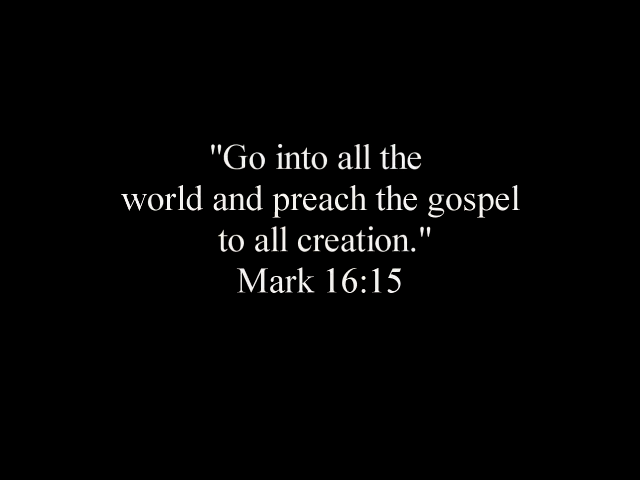 "Go into all the
world and preach the gospel
to all creation."
Mark 16:15